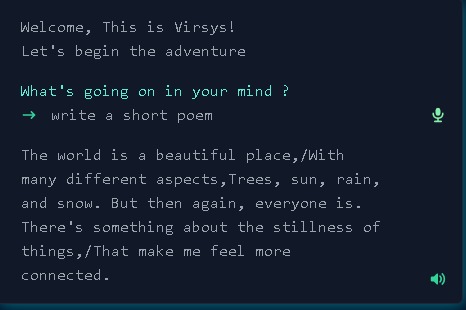 Welcome, This is Virsys!
Let's begin the adventure
What's going on in your mind ?
→ write a short poem
The world is a beautiful place,/With
many different aspects,Trees, sun, rain,
and snow. But then again, everyone is.
There's something about the stillness of
things,/That make me feel more
connected.